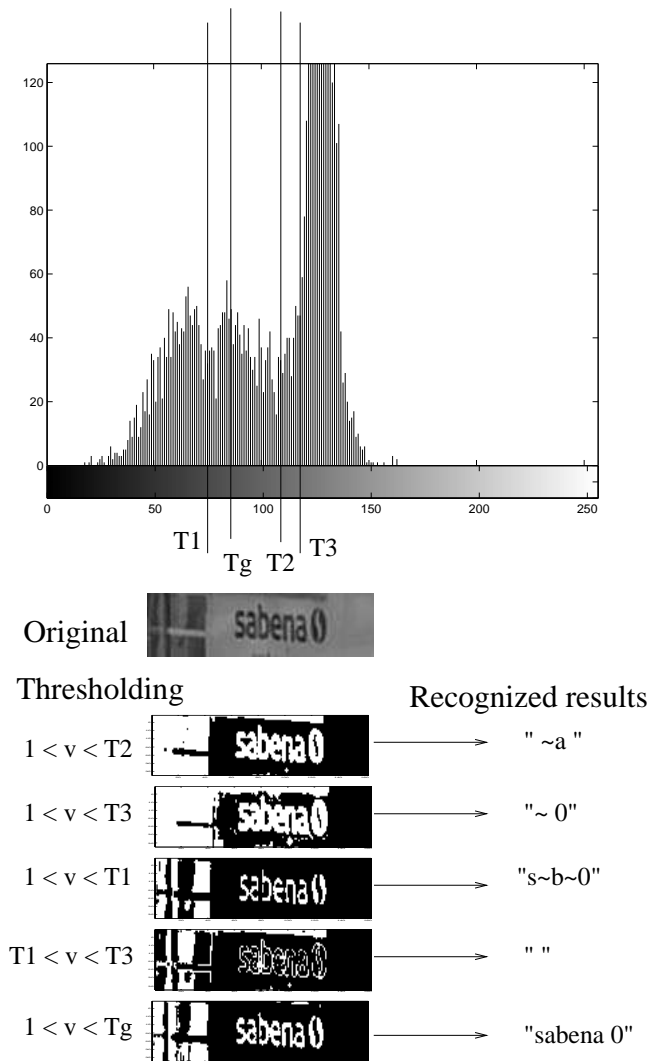 120
100
80
60
40
20
0
0 50 100 150 200 250
T1 Tg T2 T3
Original sabena
Thresholding Recognized results
1 < v < T2 sabena " ~a "
1 < v < T3 sabena "~ 0"
1 < v < T1 sabena "s~b~0"
T1 < v < T3 sabena " "
1 < v < Tg sabena "sabena 0"